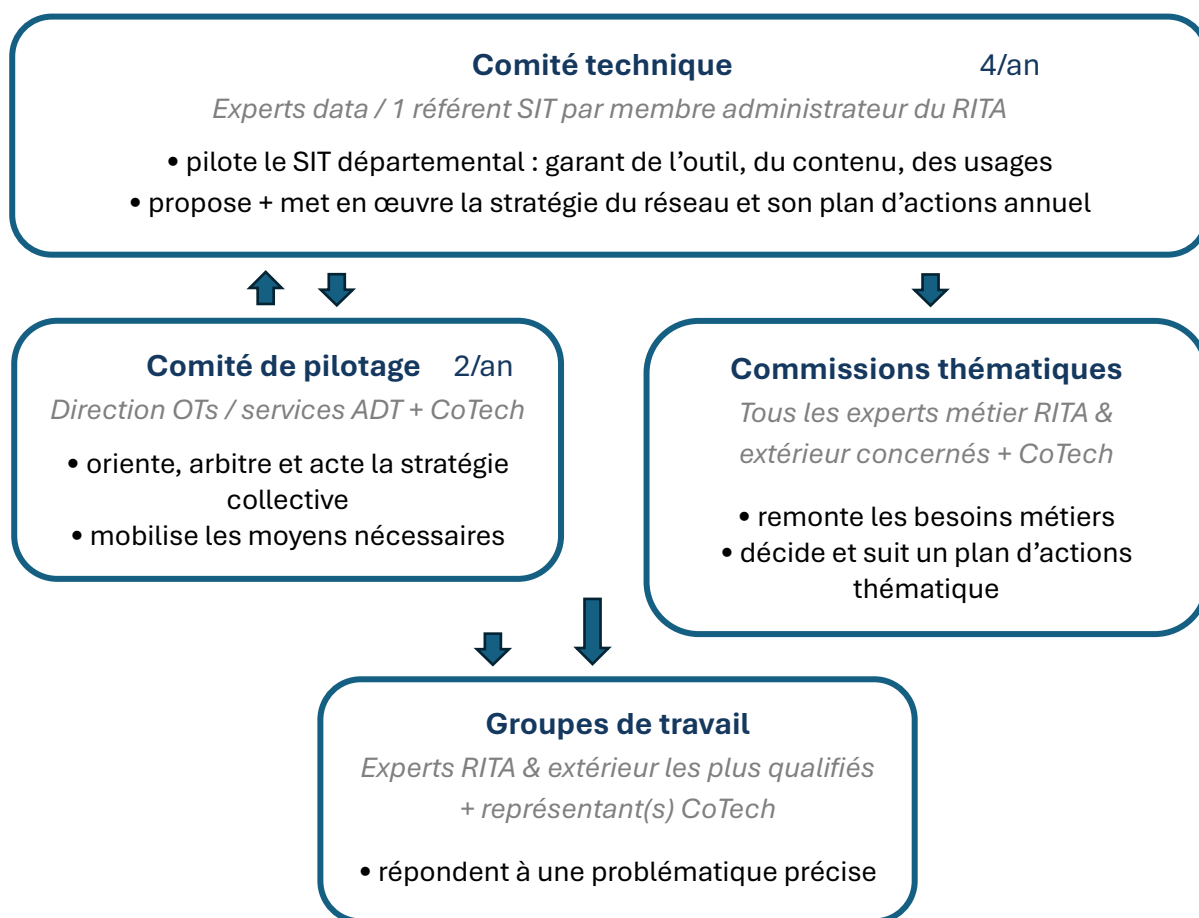 Comité technique 4/an
Experts data / 1 référent SIT par membre administrateur du RITA
• pilote le SIT départemental : garant de l’outil, du contenu, des usages
• propose + met en œuvre la stratégie du réseau et son plan d’actions annuel
Comité de pilotage 2/an
Direction OTs / services ADT + CoTech
• oriente, arbitre et acte la stratégie
collective
• mobilise les moyens nécessaires
Commissions thématiques
Tous les experts métier RITA &
extérieur concernés + CoTech
• remonte les besoins métiers
• décide et suit un plan d’actions
thématique
Groupes de travail
Experts RITA & extérieur les plus qualifiés
+ représentant(s) CoTech
• répondent à une problématique précise